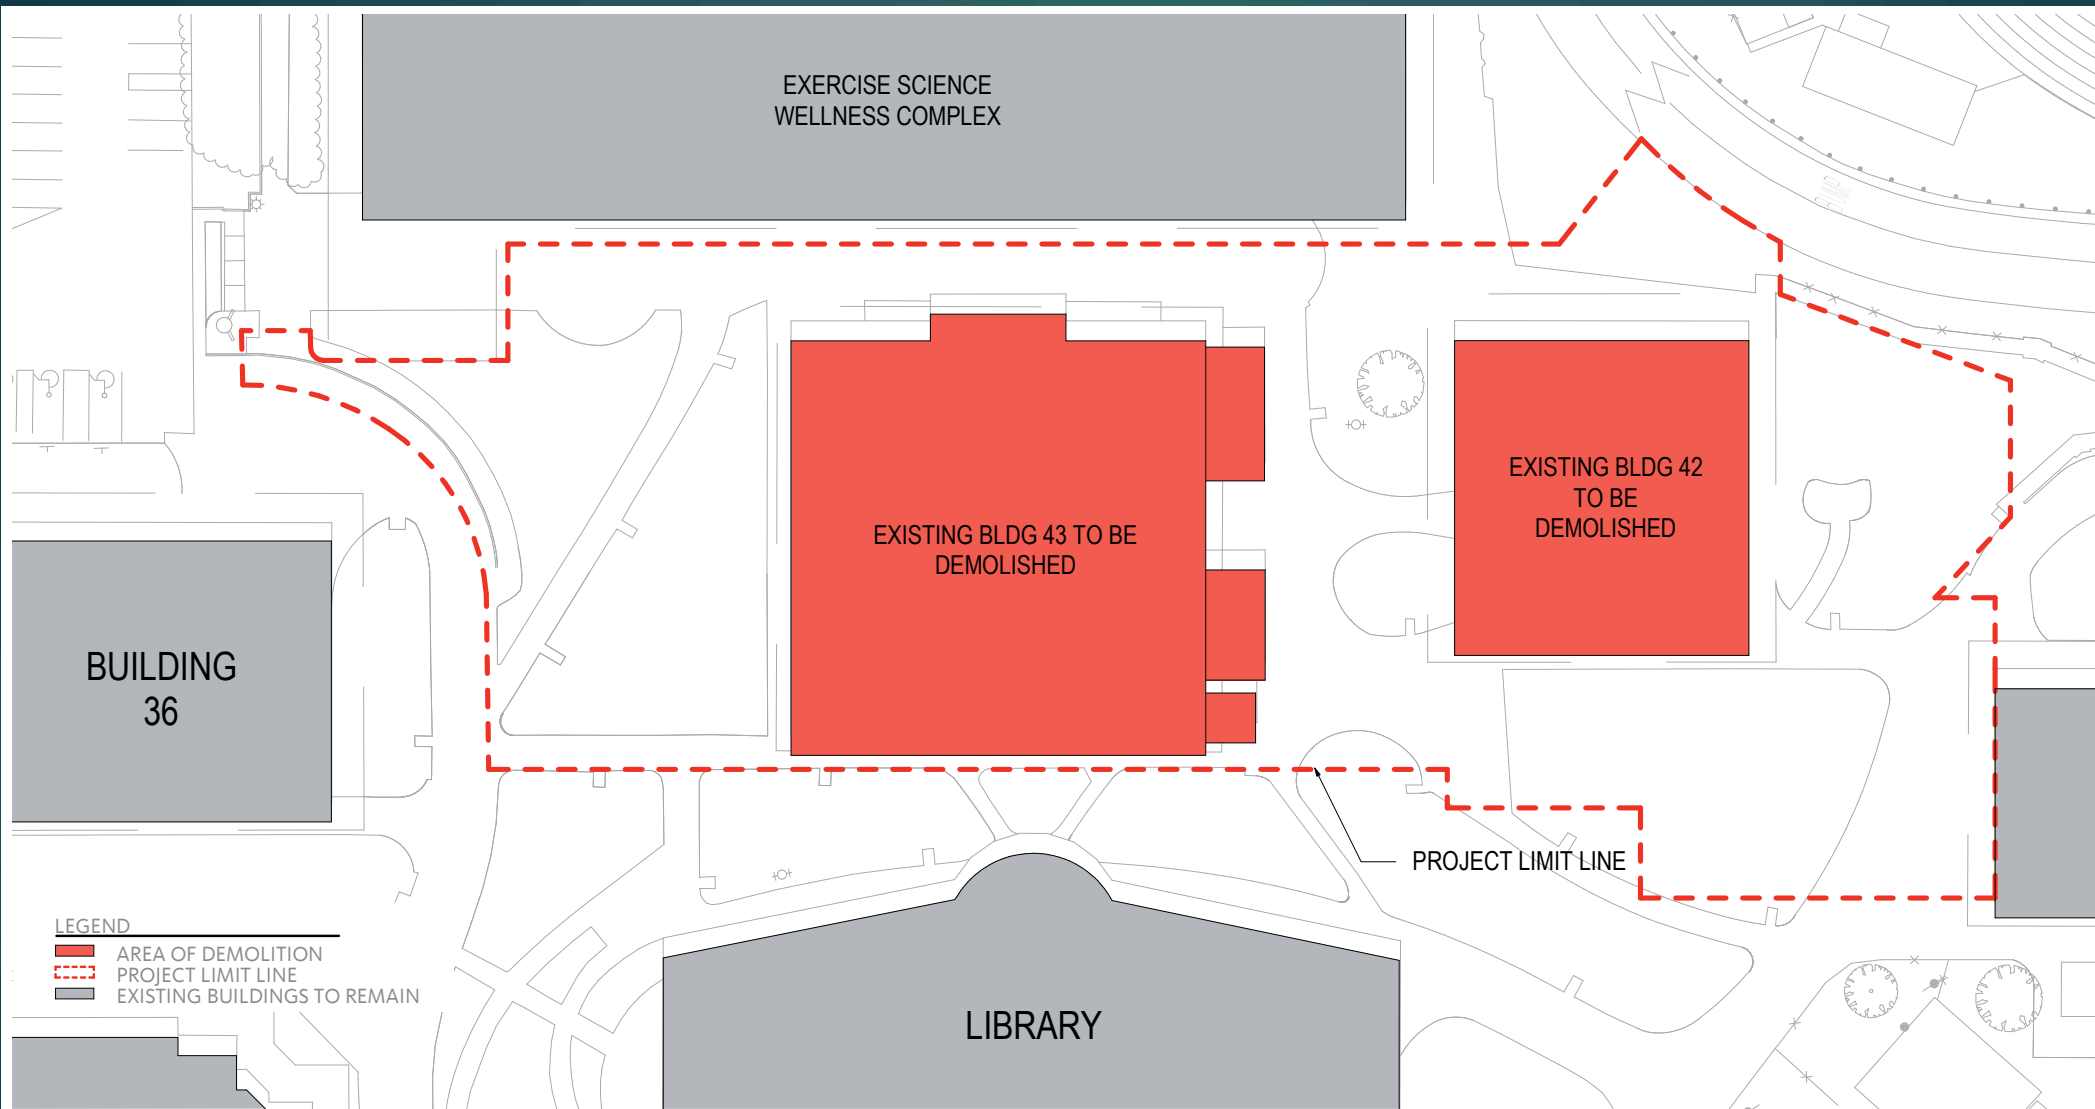 EXERCISE SCIENCE
WELLNESS COMPLEX
EXISTING BLDG 42
TO BE
DEMOLISHED
EXISTING BLDG 43 TO BE
DEMOLISHED
BUILDING
36
PROJECT LIMIT LINE
LEGEND
AREA OF DEMOLITION
PROJECT LIMIT LINE
EXISTING BUILDINGS TO REMAIN
LIBRARY